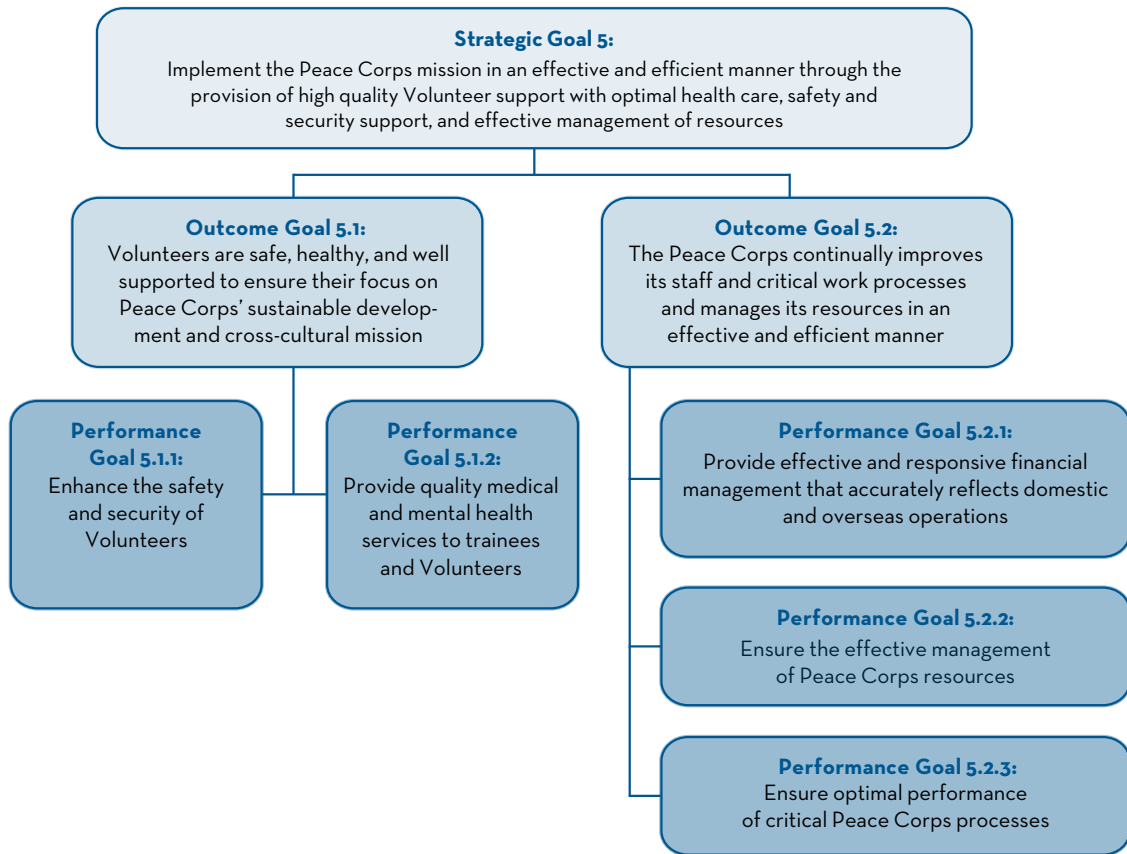 Strategic Goal 5:
Implement the Peace Corps mission in an effective and efficient manner through the
provision of high quality Volunteer support with optimal health care, safety and
security support, and effective management of resources
Outcome Goal 5.1:
Volunteers are safe, healthy, and well
supported to ensure their focus on
Peace Corps’ sustainable develop-
ment and cross-cultural mission
Outcome Goal 5.2:
The Peace Corps continually improves
its staff and critical work processes
and manages its resources in an
effective and efficient manner
Performance
Goal 5.1.1:
Enhance the safety
and security of
Volunteers
Performance
Goal 5.1.2:
Provide quality medical
and mental health
services to trainees
and Volunteers
Performance Goal 5.2.1:
Provide effective and responsive financial
management that accurately reflects domestic
and overseas operations
Performance Goal 5.2.2:
Ensure the effective management
of Peace Corps resources
Performance Goal 5.2.3:
Ensure optimal performance
of critical Peace Corps processes